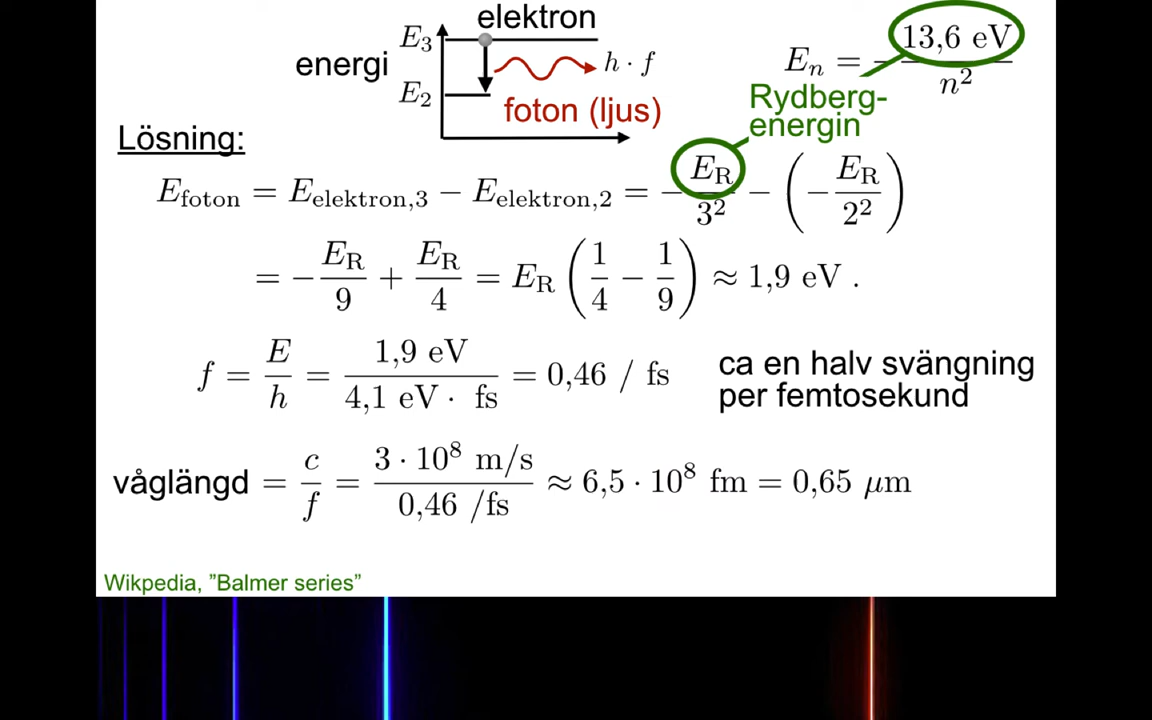 elektron
E₃
energi
h · f
E₂
foton (ljus)
Eₙ = −13,6 eV / n²
Rydberg-
energin
Lösning:
E_foton = E_elektron,3 − E_elektron,2 = −E_R/3² − (−E_R/2²)
= −E_R/9 + E_R/4 = E_R (1/4 − 1/9) ≈ 1,9 eV .
f = E/h = 1,9 eV / 4,1 eV · fs = 0,46 / fs
ca en halv svängning
per femtosekund
våglängd = c/f = 3 · 10⁸ m/s / 0,46 /fs ≈ 6,5 · 10⁸ fm = 0,65 μm
Wikpedia, ”Balmer series”